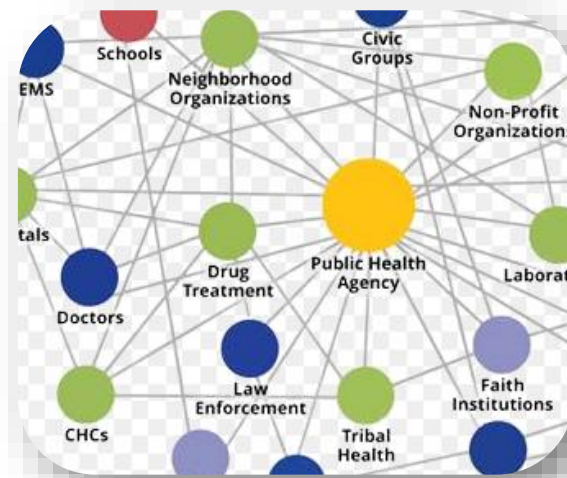 Schools
Civic
Groups
EMS
Neighborhood
Organizations
Non-Profit
Organization
tals
Public Health
Agency
Drug
Treatment
Laborat
Doctors
Law
Enforcement
Faith
Institutions
CHCs
Tribal
Health